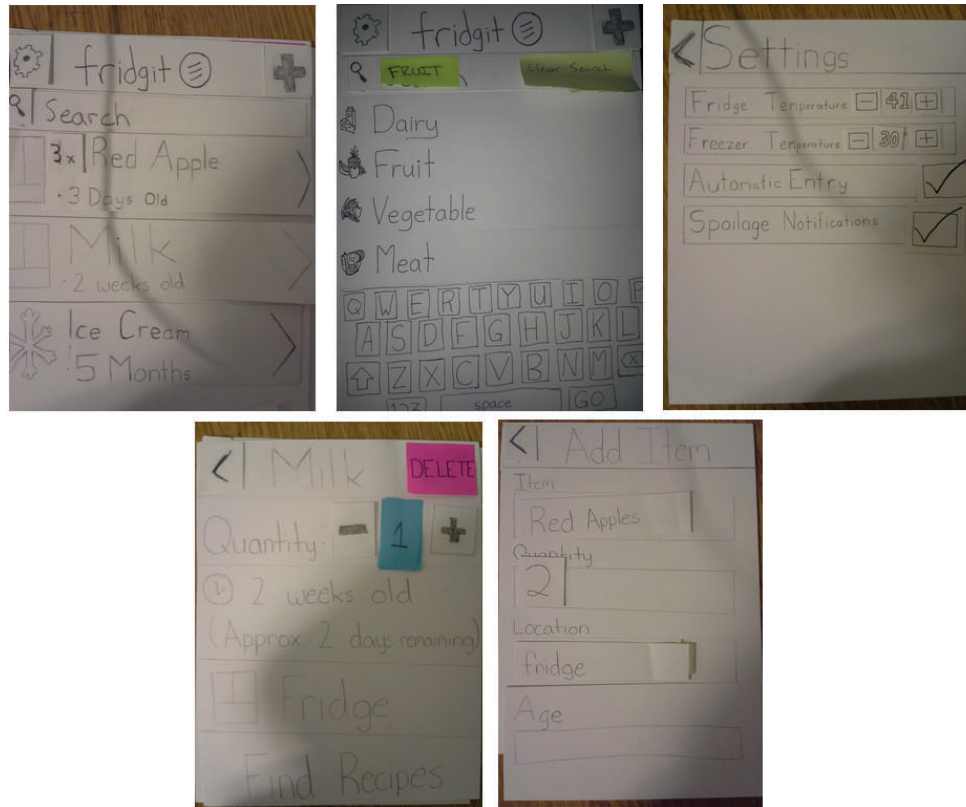 fridgit
Search
3x Red Apple
· 3 Days Old
Milk
· 2 weeks old
Ice Cream
· 5 Months
fridgit
FRUIT
Clear Search
Dairy
Fruit
Vegetable
Meat
Q W E R T Y U I O P
A S D F G H J K L
Z X C V B N M
123 space GO
< Settings
Fridge Temperature - 41 +
Freezer Temperature - 30 +
Automatic Entry
Spoilage Notifications
< Milk DELETE
Quantity: - 1 +
2 weeks old
(Approx 2 days remaining)
Fridge
Find Recipes
< Add Item
Item
Red Apples
Quantity
2
Location
fridge
Age